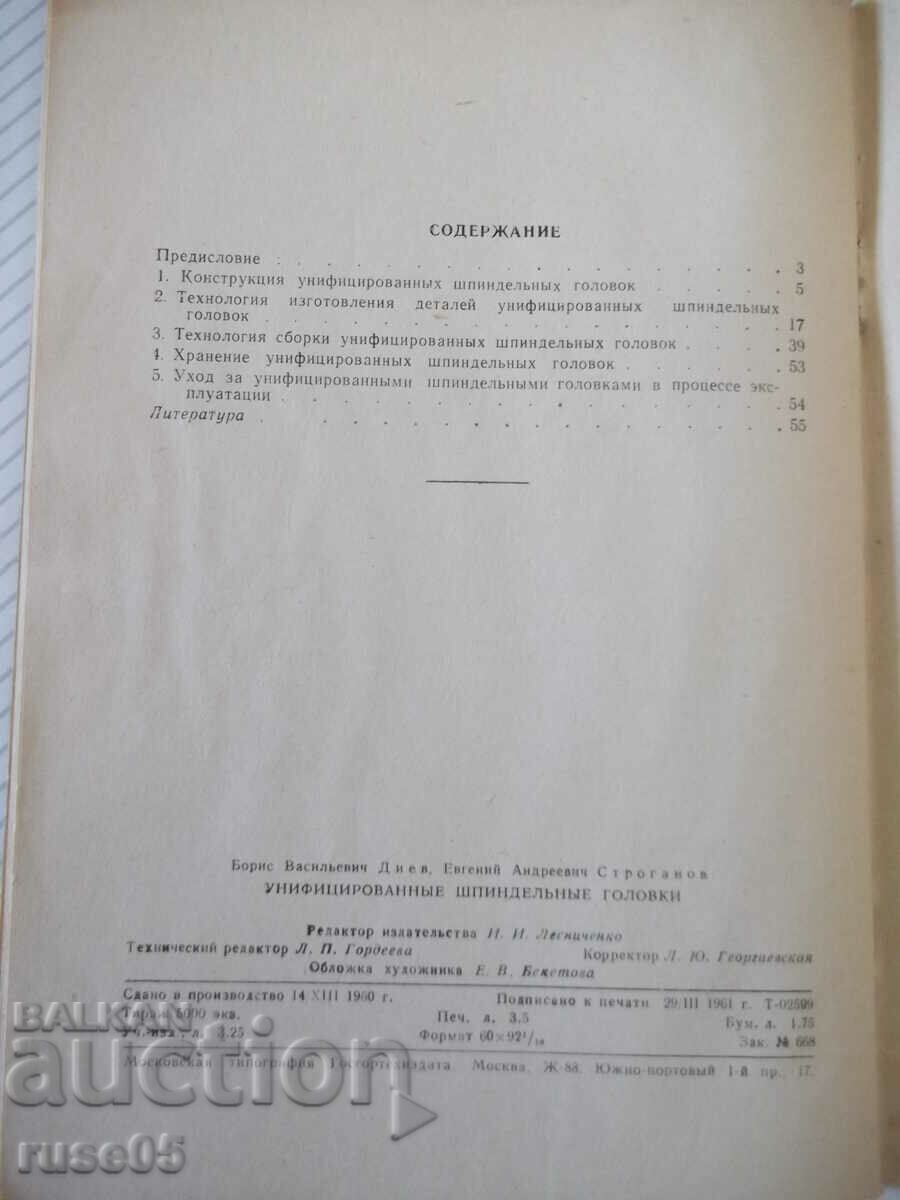 СОДЕРЖАНИЕ
Предисловие . . . . . . . . . . . . . . . . 3
1. Конструкция унифицированных шпиндельных головок . . . . . 5
2. Технология изготовления деталей унифицированных шпиндельных
головок . . . . . . . . . . . . . . . . . 17
3. Технология сборки унифицированных шпиндельных головок . . . . 39
4. Хранение унифицированных шпиндельных головок . . . . . . 53
5. Уход за унифицированными шпиндельными головками в процессе экс-
плуатации . . . . . . . . . . . . . . . . 54
Литература . . . . . . . . . . . . . . . . 55
Борис Васильевич Диев, Евгений Андреевич Строганов
УНИФИЦИРОВАННЫЕ ШПИНДЕЛЬНЫЕ ГОЛОВКИ
Редактор издательства И. И. Лесниченко
Технический редактор Л. П. Гордеева Корректор Л. Ю. Георгиевская
Обложка художника Е. В. Бекетова
Сдано в производство 14 XIII 1960 г. Подписано к печати 29/III 1961 г. Т-02599
Тираж 5000 экз. Печ. л. 3,5 Бум. л. 1.75
Уч.-изд. л. 3.25 Формат 60×92¹/₁₆ Зак. № 668
Московская типография Госгортехиздата Москва, Ж-88, Южно-портовый 1-й пр., 17.
BALKAN
auction
ruse05